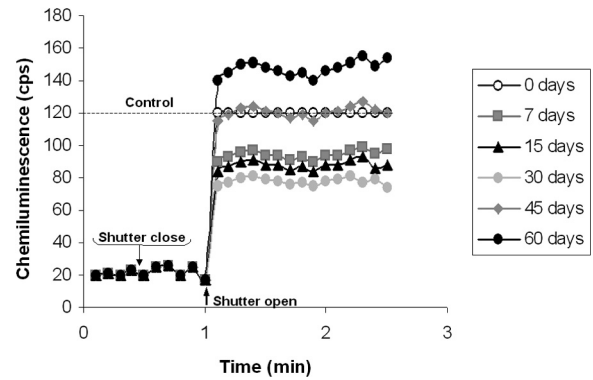 180
160
140
120
100
80
60
40
20
0
Chemiluminescence (cps)
Control
Shutter close
Shutter open
0
1
2
3
Time (min)
0 days
7 days
15 days
30 days
45 days
60 days